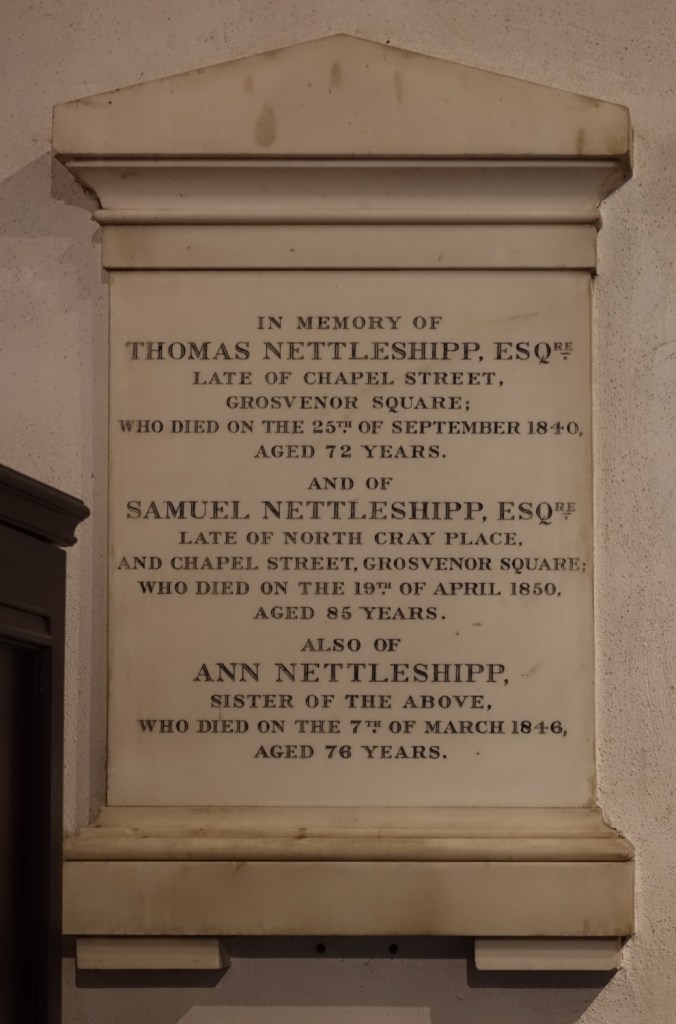 IN MEMORY OF
THOMAS NETTLESHIPP, ESQRE
LATE OF CHAPEL STREET,
GROSVENOR SQUARE;
WHO DIED ON THE 25TH OF SEPTEMBER 1840,
AGED 72 YEARS.
AND OF
SAMUEL NETTLESHIPP, ESQRE
LATE OF NORTH CRAY PLACE,
AND CHAPEL STREET, GROSVENOR SQUARE;
WHO DIED ON THE 19TH OF APRIL 1850,
AGED 85 YEARS.
ALSO OF
ANN NETTLESHIPP,
SISTER OF THE ABOVE,
WHO DIED ON THE 7TH OF MARCH 1846,
AGED 76 YEARS.